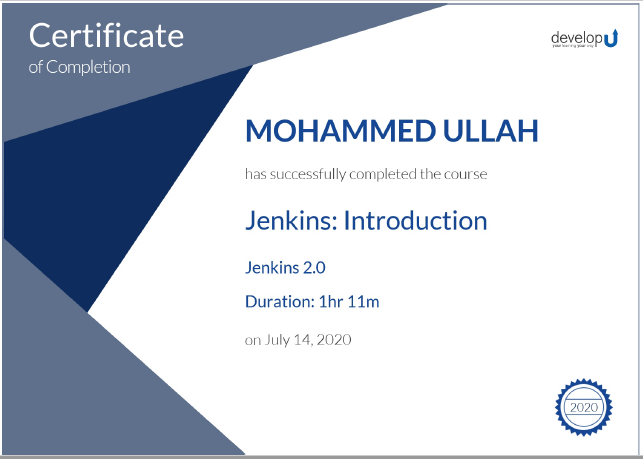 Certificate
of Completion
developU
your learning your way
MOHAMMED ULLAH
has successfully completed the course
Jenkins: Introduction
Jenkins 2.0
Duration: 1hr 11m
on July 14, 2020
2020